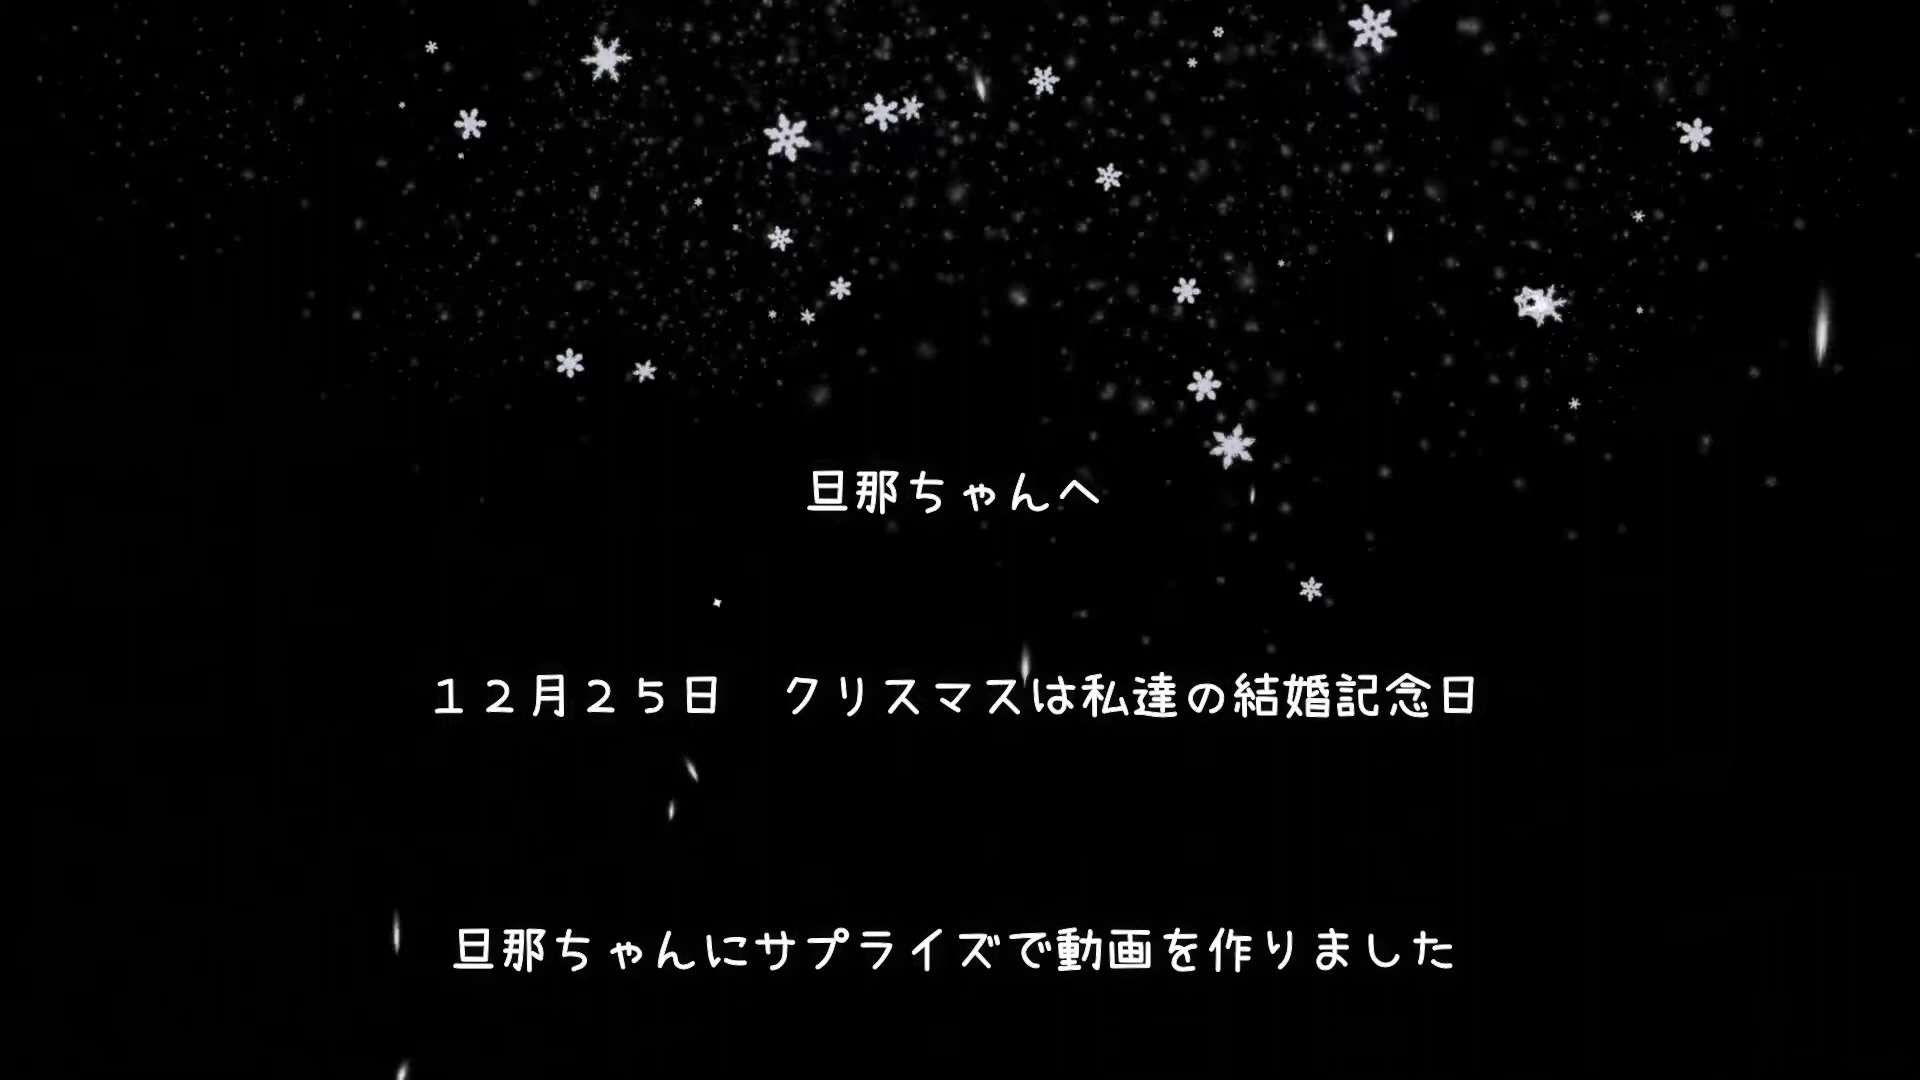 旦那ちゃんへ
１２月２５日　クリスマスは私達の結婚記念日
旦那ちゃんにサプライズで動画を作りました